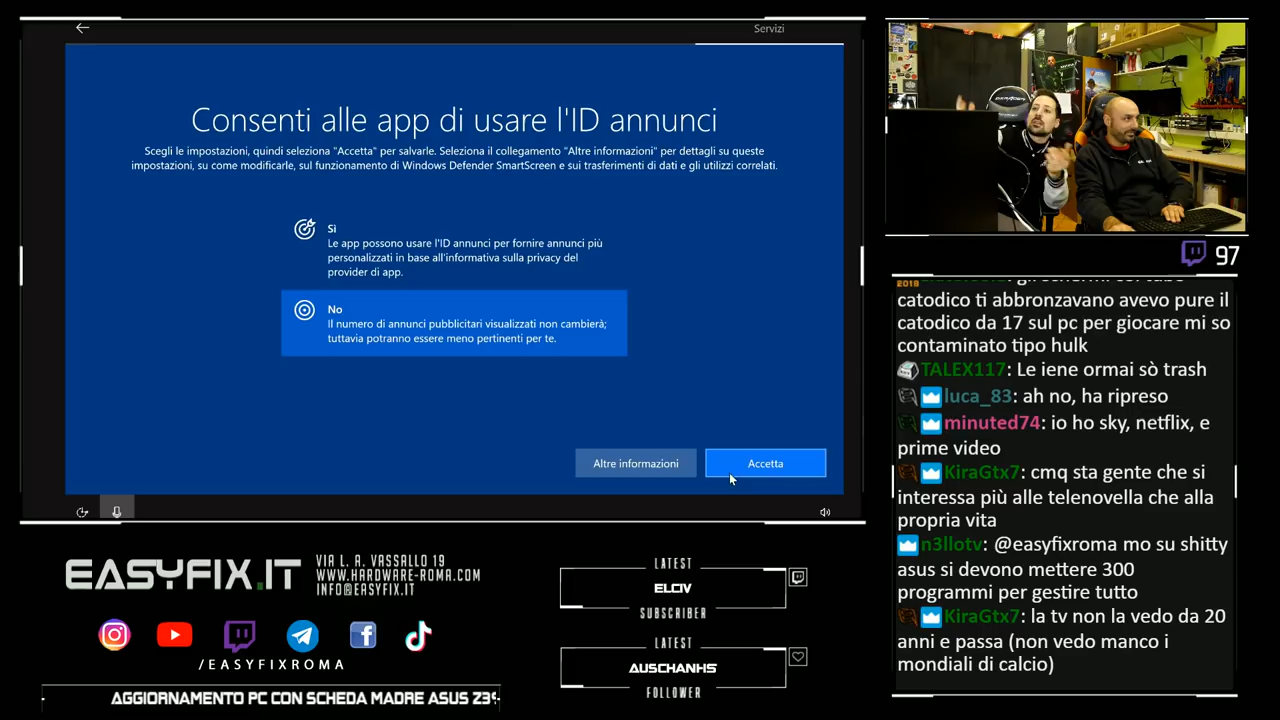 Servizi
Consenti alle app di usare l'ID annunci
Scegli le impostazioni, quindi seleziona "Accetta" per salvarle. Seleziona il collegamento "Altre informazioni" per dettagli su queste
impostazioni, su come modificarle, sul funzionamento di Windows Defender SmartScreen e sui trasferimenti di dati e gli utilizzi correlati.
Sì
Le app possono usare l'ID annunci per fornire annunci più
personalizzati in base all'informativa sulla privacy del
provider di app.
No
Il numero di annunci pubblicitari visualizzati non cambierà;
tuttavia potranno essere meno pertinenti per te.
Altre informazioni
Accetta
97
2018
catodico ti abbronzavano avevo pure il
catodico da 17 sul pc per giocare mi so
contaminato tipo hulk
TALEX117: Le iene ormai sò trash
luca_83: ah no, ha ripreso
minuted74: io ho sky, netflix, e
prime video
KiraGtx7: cmq sta gente che si
interessa più alle telenovella che alla
propria vita
n3llotv: @easyfixroma mo su shitty
asus si devono mettere 300
programmi per gestire tutto
KiraGtx7: la tv non la vedo da 20
anni e passa (non vedo manco i
mondiali di calcio)
EASYFIX.IT
VIA L. A. VASSALLO 19
WWW.HARDWARE-ROMA.COM
INFO@EASYFIX.IT
/EASYFIXROMA
LATEST
ELCIV
SUBSCRIBER
LATEST
AUSCHANHS
FOLLOWER
AGGIORNAMENTO PC CON SCHEDA MADRE ASUS Z39